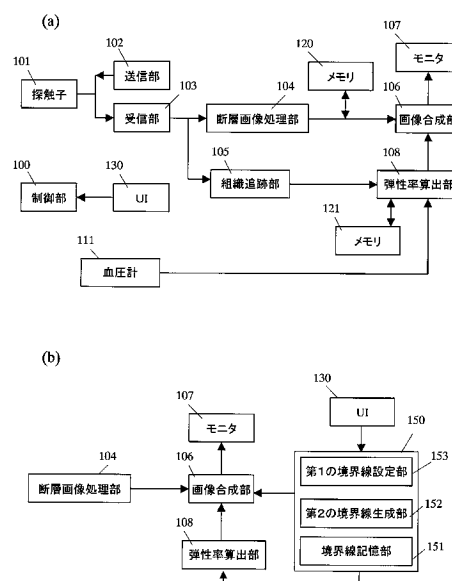 (a)
107
モニタ
102
送信部
120
メモリ
101
探触子
103
受信部
104
断層画像処理部
106
画像合成部
105
組織追跡部
108
弾性率算出部
100
制御部
130
UI
121
メモリ
111
血圧計
(b)
107
モニタ
130
UI
104
断層画像処理部
106
画像合成部
150
第1の境界線設定部
153
第2の境界線生成部
152
108
弾性率算出部
境界線記憶部
151